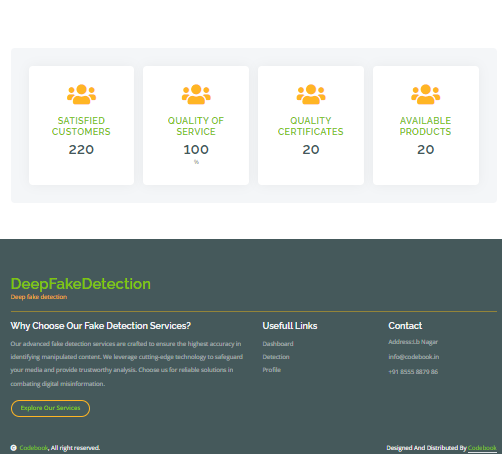 SATISFIED
CUSTOMERS
220
QUALITY OF
SERVICE
100
%
QUALITY
CERTIFICATES
20
AVAILABLE
PRODUCTS
20
DeepFakeDetection
Deep fake detection
Why Choose Our Fake Detection Services?
Our advanced fake detection services are crafted to ensure the highest accuracy in
identifying manipulated content. We leverage cutting-edge technology to safeguard
your media and provide trustworthy analysis. Choose us for reliable solutions in
combating digital misinformation.
Explore Our Services
Usefull Links
Dashboard
Detection
Profile
Contact
Address:Lb Nagar
info@codebook.in
+91 8555 8879 86
Codebook, All right reserved.
Designed And Distributed By Codebook